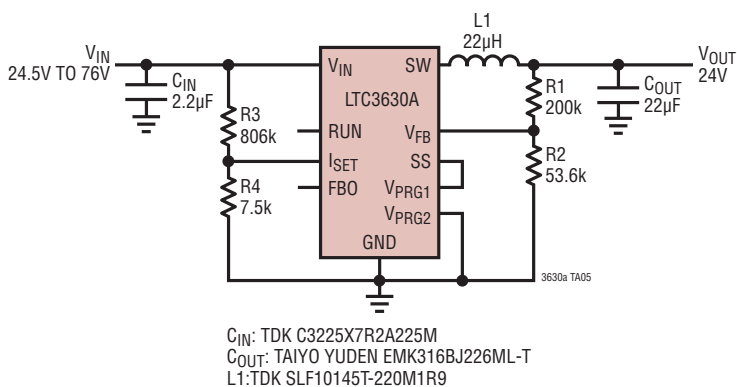 V_IN
24.5V TO 76V
C_IN
2.2µF
R3
806k
R4
7.5k
V_IN
SW
LTC3630A
RUN
V_FB
I_SET
SS
FBO
V_PRG1
V_PRG2
GND
L1
22µH
R1
200k
R2
53.6k
C_OUT
22µF
V_OUT
24V
3630a TA05
C_IN: TDK C3225X7R2A225M
C_OUT: TAIYO YUDEN EMK316BJ226ML-T
L1:TDK SLF10145T-220M1R9